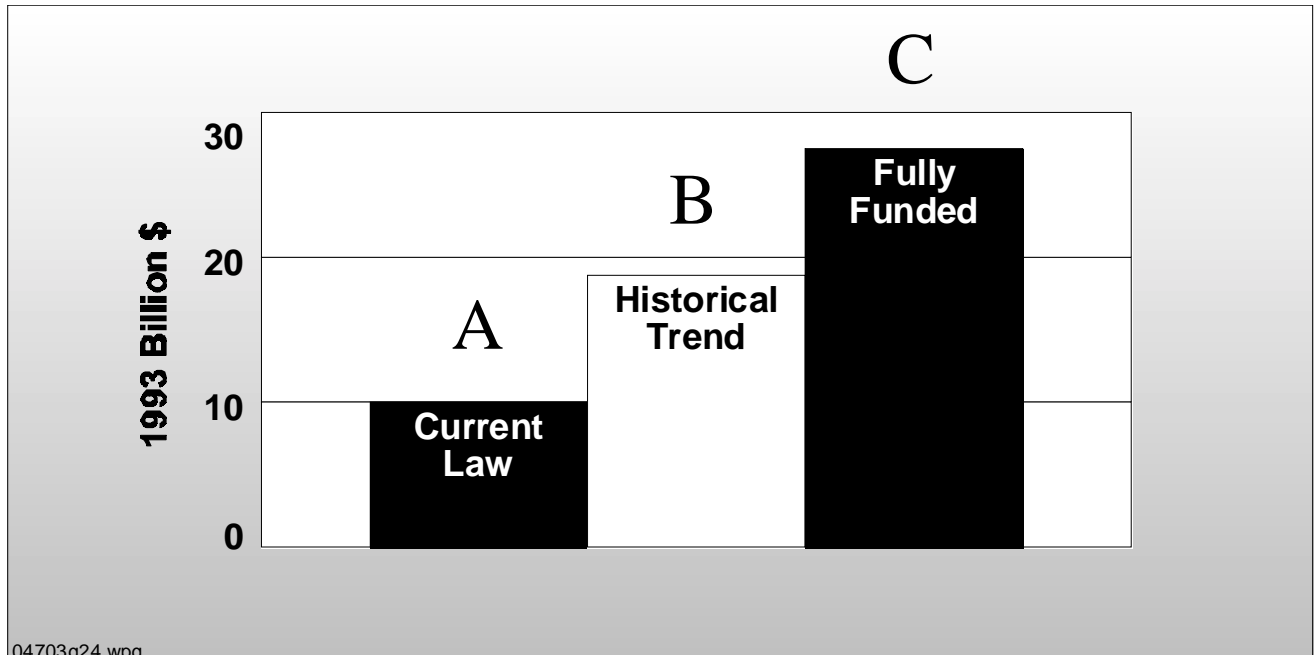 C
30
Fully
Funded
B
20
Historical
Trend
A
1993 Billion $
10
Current
Law
0
04703g24.wpg